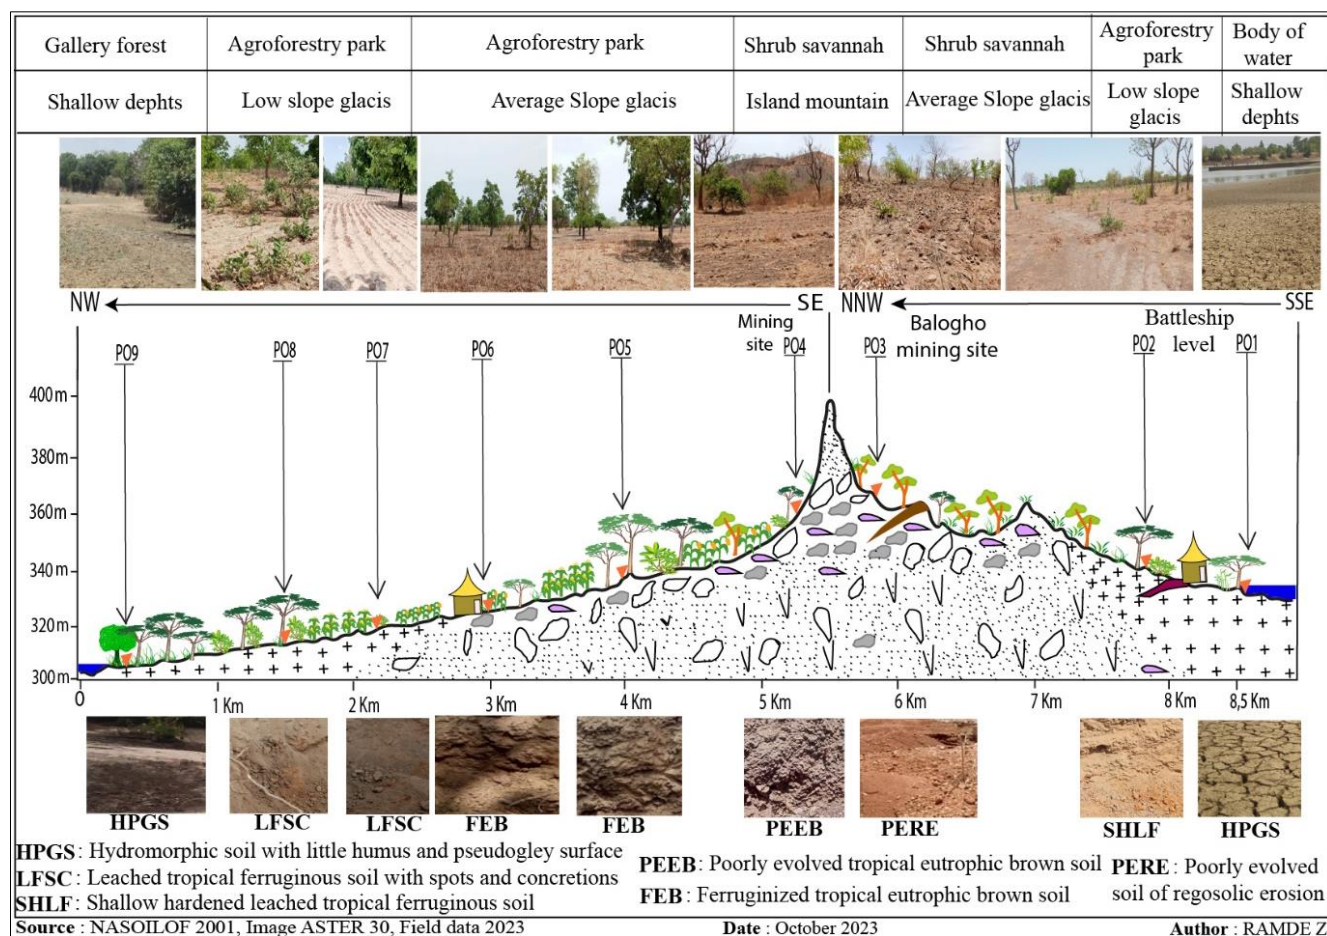 Gallery forest
Agroforestry park
Agroforestry park
Shrub savannah
Shrub savannah
Agroforestry
park
Body of
water
Shallow dephts
Low slope glacis
Average Slope glacis
Island mountain
Average Slope glacis
Low slope
glacis
Shallow
dephts
NW
SE
NNW
SSE
Mining
site
Balogho
mining site
Battleship
level
PO9
PO8
PO7
PO6
PO5
PO4
PO3
PO2
PO1
400m
380m
360m
340m
320m
300m
0
1 Km
2 Km
3 Km
4 Km
5 Km
6 Km
7 Km
8 Km
8,5 Km
HPGS
LFSC
LFSC
FEB
FEB
PEEB
PERE
SHLF
HPGS
HPGS : Hydromorphic soil with little humus and pseudogley surface
LFSC : Leached tropical ferruginous soil with spots and concretions
SHLF : Shallow hardened leached tropical ferruginous soil
PEEB : Poorly evolved tropical eutrophic brown soil
FEB : Ferruginized tropical eutrophic brown soil
PERE : Poorly evolved
soil of regosolic erosion
Source : NASOILOF 2001, Image ASTER 30, Field data 2023
Date : October 2023
Author : RAMDE Z